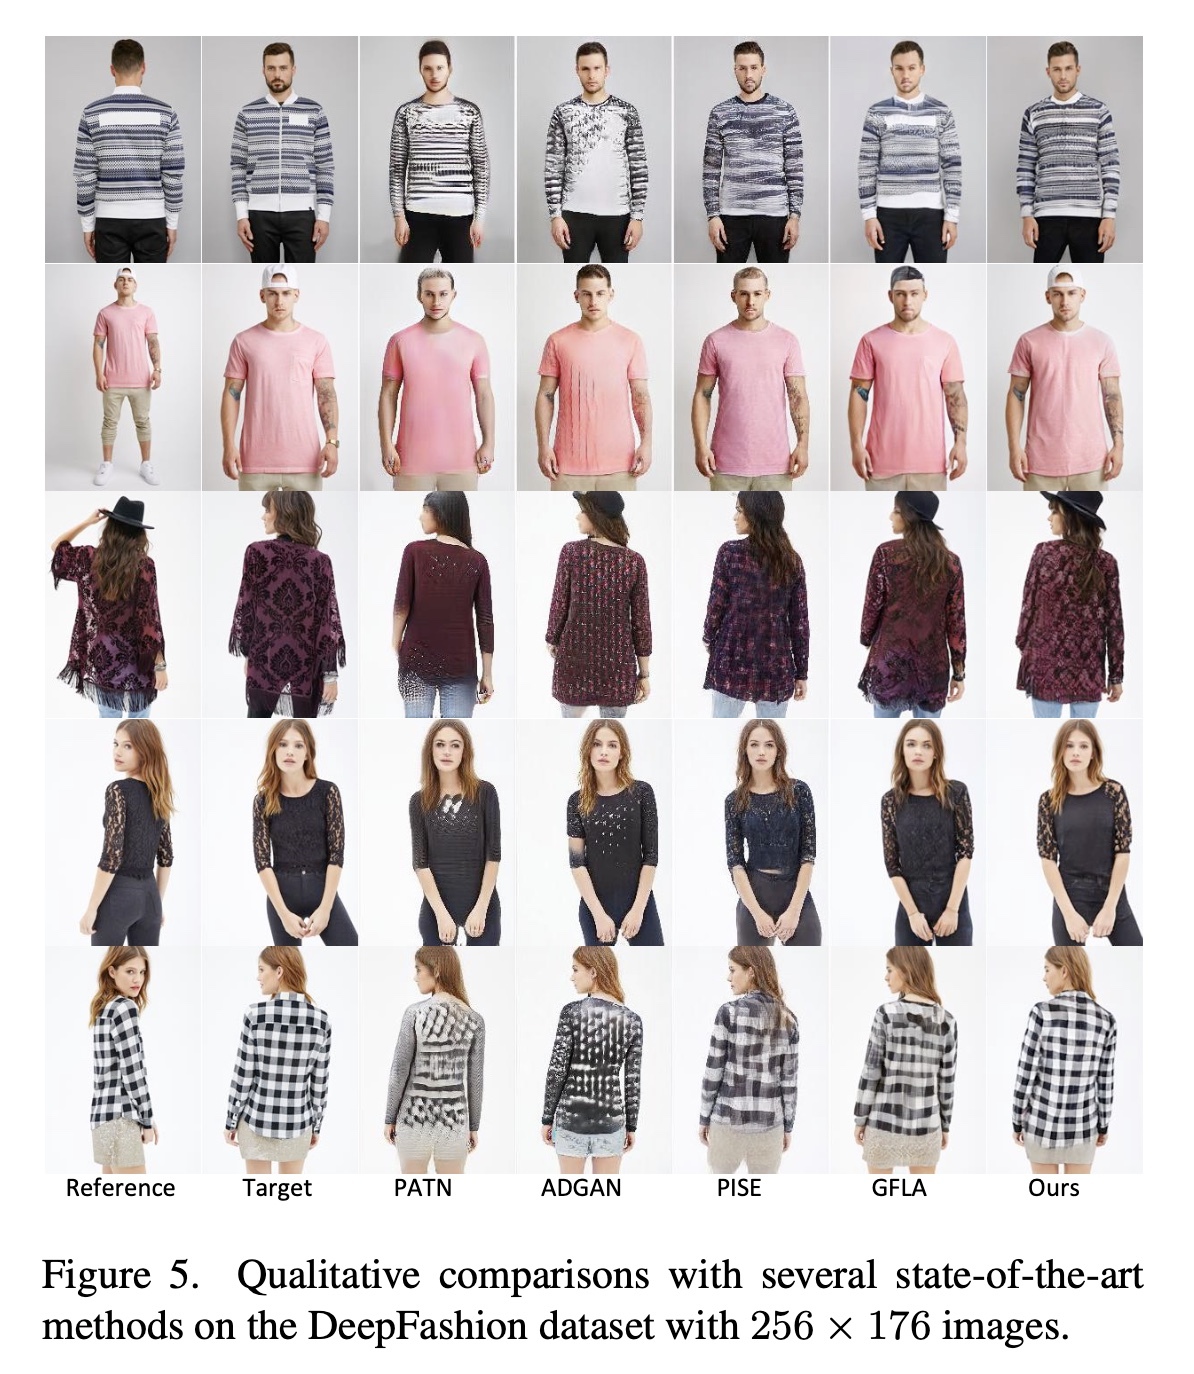 Reference Target PATN ADGAN PISE GFLA Ours
Figure 5. Qualitative comparisons with several state-of-the-art
methods on the DeepFashion dataset with 256 × 176 images.